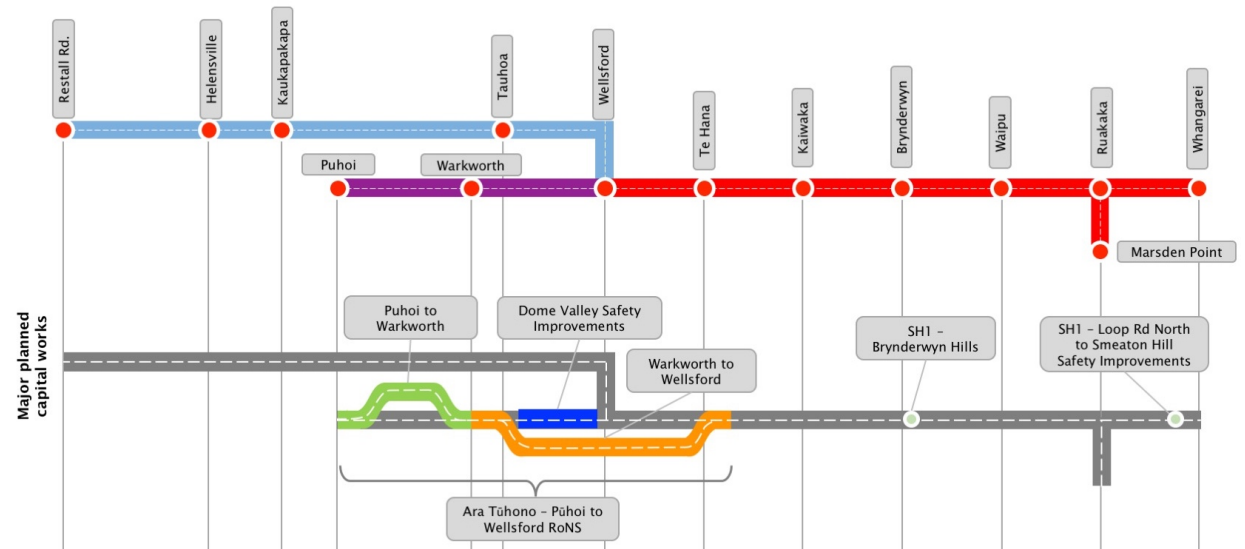 Restall Rd.
Helensville
Kaukapakapa
Tauhoa
Wellsford
Te Hana
Kaiwaka
Brynderwyn
Waipu
Ruakaka
Whangarei
Puhoi
Warkworth
Marsden Point
Major planned
capital works
Puhoi to
Warkworth
Dome Valley Safety
Improvements
Warkworth to
Wellsford
SH1 –
Brynderwyn Hills
SH1 – Loop Rd North
to Smeaton Hill
Safety Improvements
Ara Tūhono – Pūhoi to
Wellsford RoNS